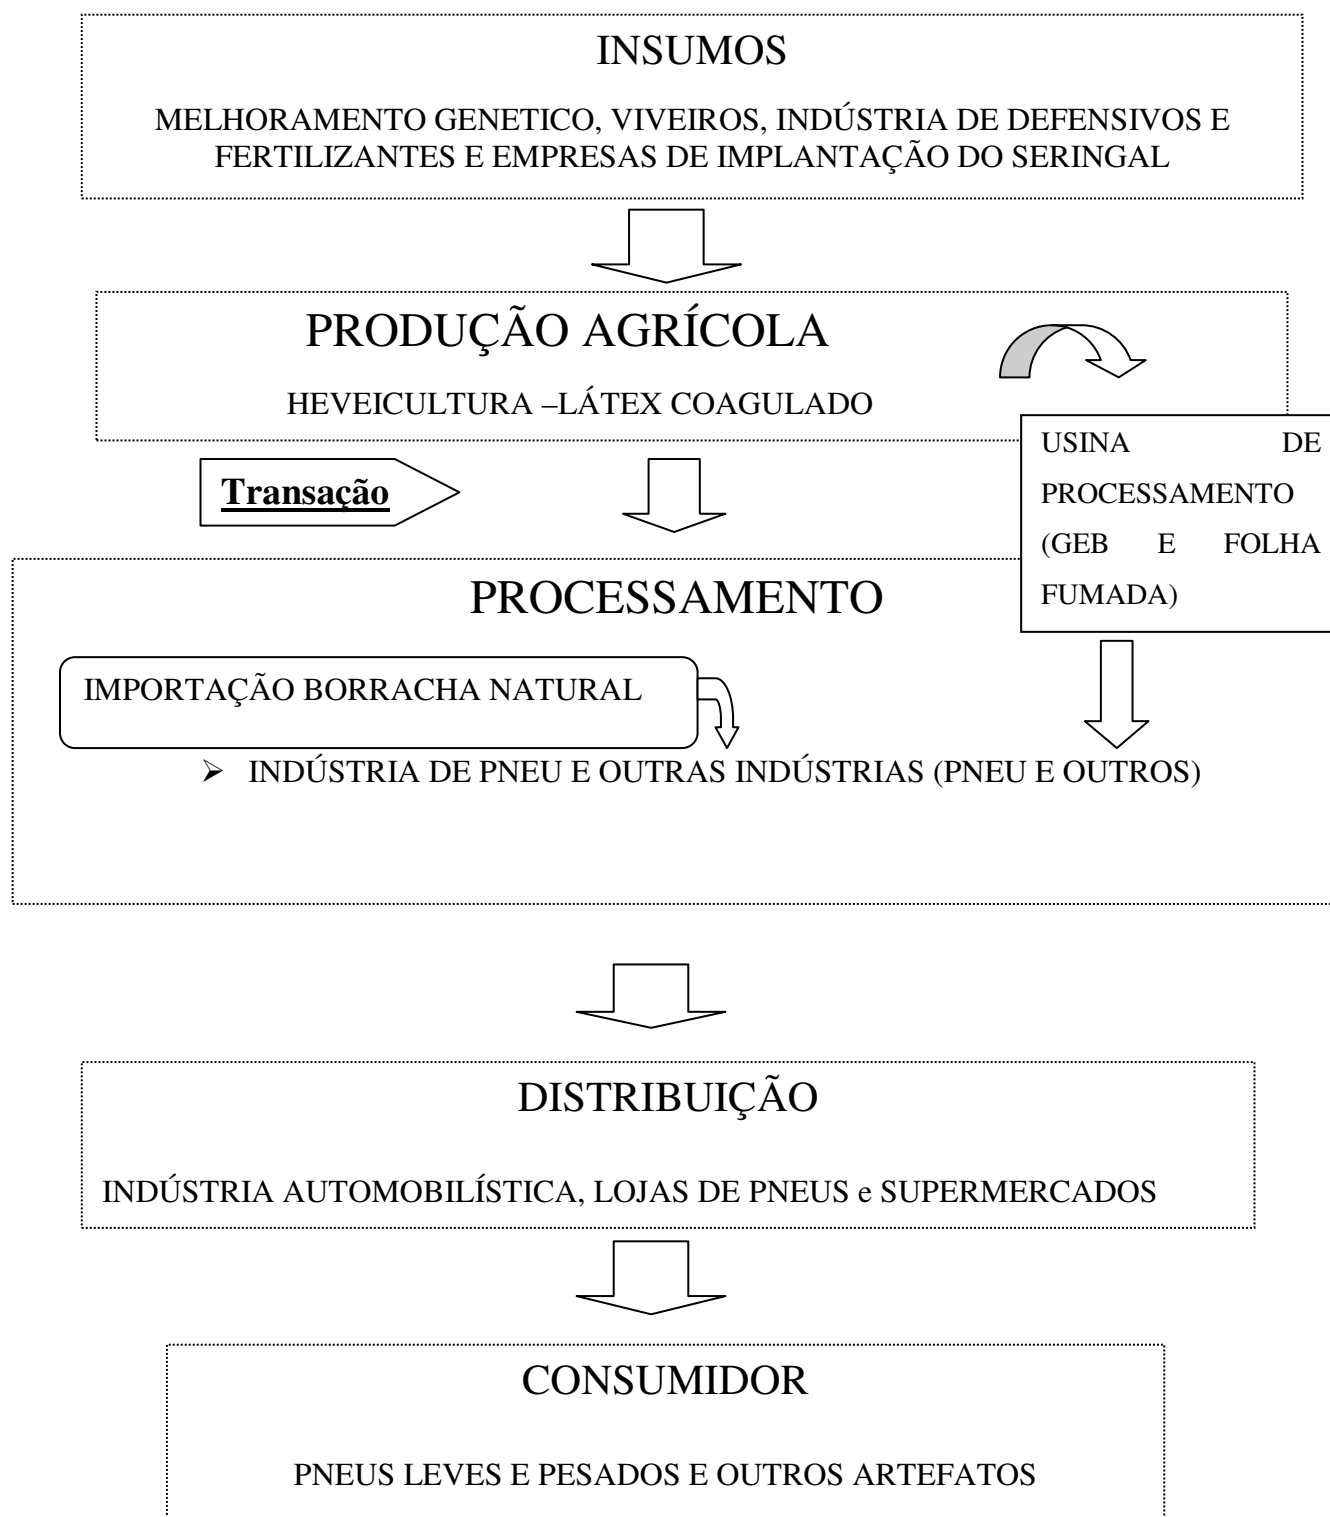 INSUMOS
MELHORAMENTO GENETICO, VIVEIROS, INDÚSTRIA DE DEFENSIVOS E
FERTILIZANTES E EMPRESAS DE IMPLANTAÇÃO DO SERINGAL
PRODUÇÃO AGRÍCOLA
HEVEICULTURA –LÁTEX COAGULADO
USINA DE
PROCESSAMENTO
(GEB E FOLHA
FUMADA)
Transação
PROCESSAMENTO
IMPORTAÇÃO BORRACHA NATURAL
➢ INDÚSTRIA DE PNEU E OUTRAS INDÚSTRIAS (PNEU E OUTROS)
DISTRIBUIÇÃO
INDÚSTRIA AUTOMOBILÍSTICA, LOJAS DE PNEUS e SUPERMERCADOS
CONSUMIDOR
PNEUS LEVES E PESADOS E OUTROS ARTEFATOS